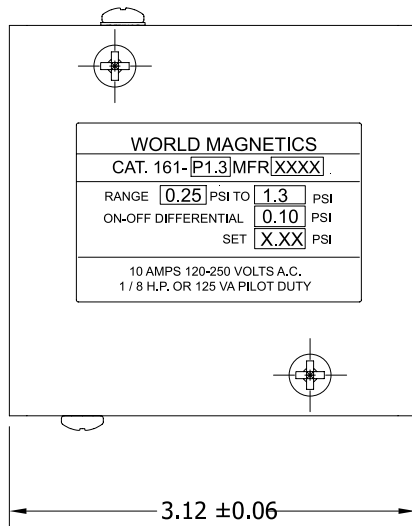 WORLD MAGNETICS
CAT. 161- P1.3 MFR XXXX
RANGE 0.25 PSI TO 1.3 PSI
ON-OFF DIFFERENTIAL 0.10 PSI
SET X.XX PSI
10 AMPS 120-250 VOLTS A.C.
1 / 8 H.P. OR 125 VA PILOT DUTY
3.12 ±0.06